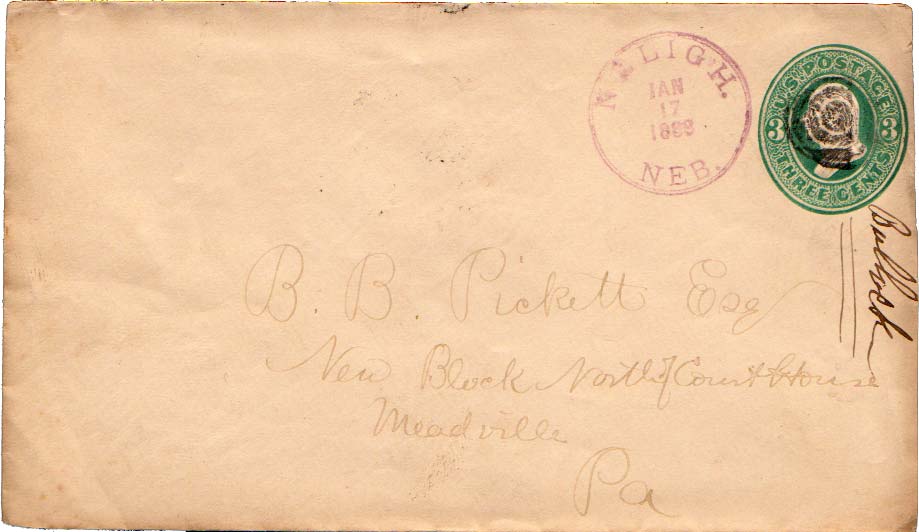 NELIGH.
JAN
17
1883
NEB.
U.S. POSTAGE
3 3
THREE CENTS
Bullock
B. B. Pickett Esq
New Block North of Court House
Meadville
Pa